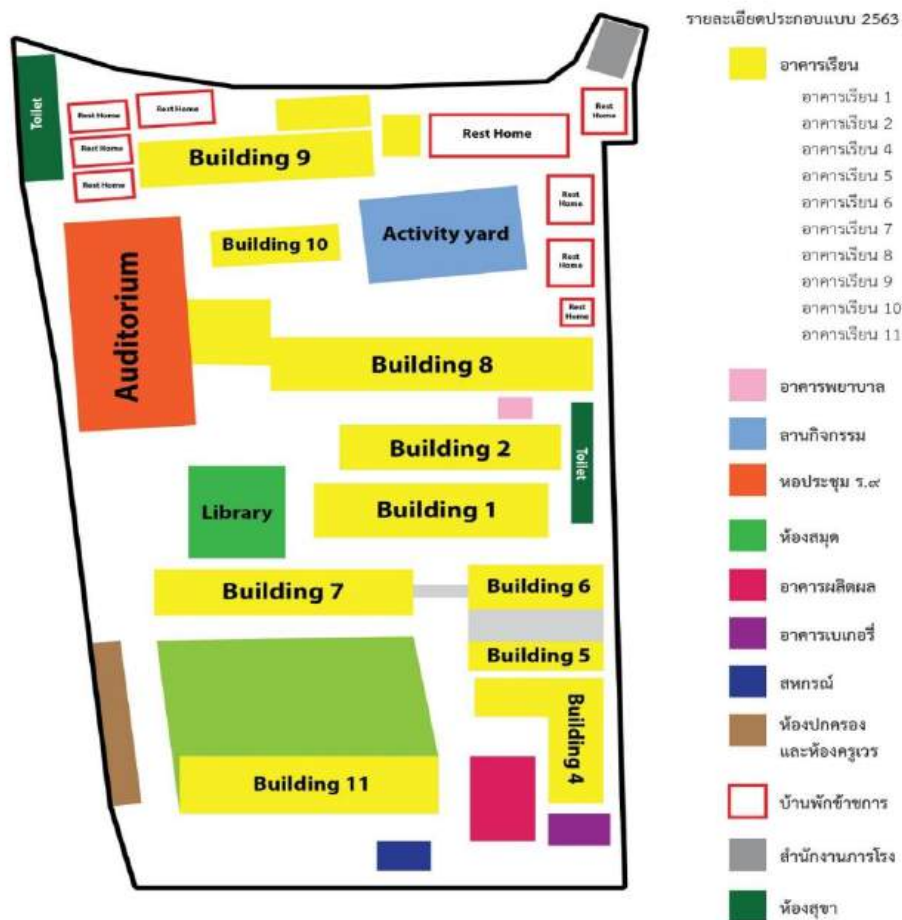 รายละเอียดประกอบแบบ 2563
อาคารเรียน
อาคารเรียน 1
อาคารเรียน 2
อาคารเรียน 4
อาคารเรียน 5
อาคารเรียน 6
อาคารเรียน 7
อาคารเรียน 8
อาคารเรียน 9
อาคารเรียน 10
อาคารเรียน 11
อาคารพยาบาล
ลานกิจกรรม
หอประชุม ร.๙
ห้องสมุด
อาคารผลิตผล
อาคารเบเกอรี่
สหกรณ์
ห้องปกครอง
และห้องครูเวร
บ้านพักข้าชการ
สำนักงานภารโรง
ห้องสุขา
Toilet
Rest Home
Rest Home
Rest Home
Rest Home
Building 9
Rest Home
Rest
Home
Rest
Home
Rest
Home
Rest
Home
Auditorium
Building 10
Activity yard
Building 8
Building 2
Toilet
Library
Building 1
Building 7
Building 6
Building 5
Building 4
Building 11